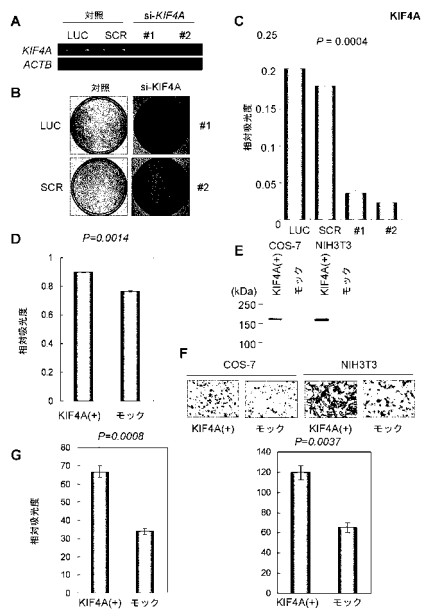 KIF4A
A
対照
si-KIF4A
LUC SCR #1 #2
KIF4A
ACTB
B
対照
si-KIF4A
LUC
#1
SCR
#2
C
P = 0.0004
相対吸光度
0.25
0.2
0.15
0.1
0.05
0
LUC SCR #1 #2
D
P=0.0014
相対吸光度
1
0.8
0.6
0.4
0.2
0
KIF4A(+) モック
E
COS-7 NIH3T3
KIF4A(+) モック KIF4A(+) モック
(kDa)
250
150
100
F
COS-7 NIH3T3
KIF4A(+) モック KIF4A(+) モック
G
P=0.0008
相対吸光度
80
70
60
50
40
30
20
10
0
KIF4A(+) モック
P=0.0037
140
120
100
80
60
40
20
0
KIF4A(+) モック